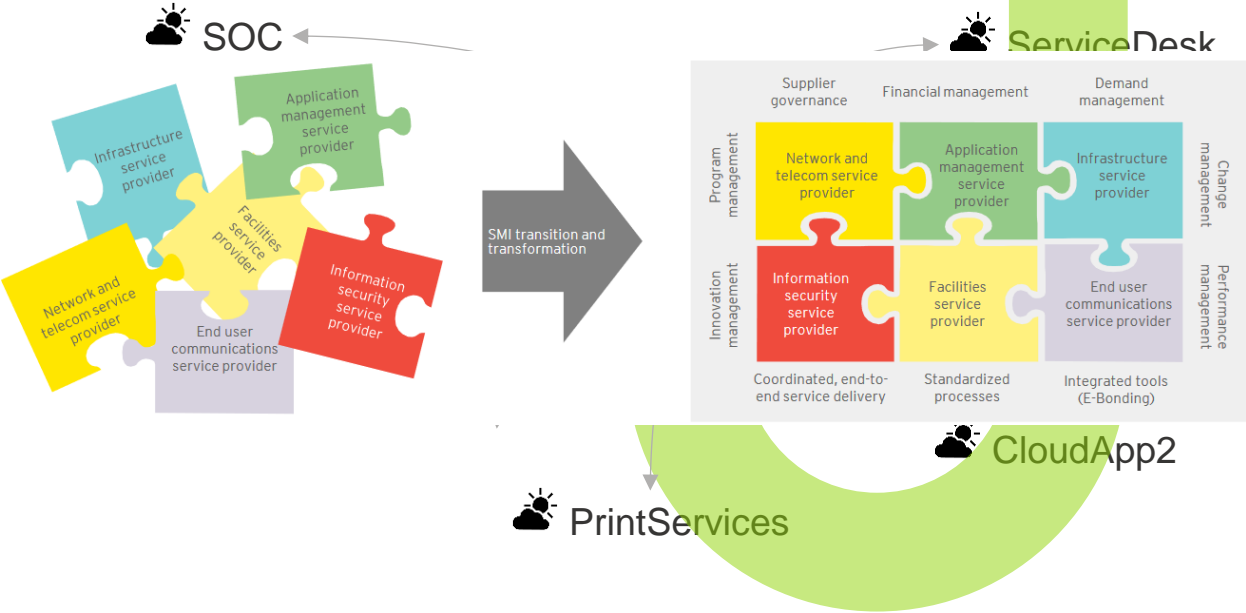 SOC
ServiceDesk
Infrastructure
service
provider
Application
management
service
provider
Facilities
service
provider
Network and
telecom service
provider
End user
communications
service provider
Information
security
service
provider
SMI transition and
transformation
Supplier
governance
Financial management
Demand
management
Program
management
Innovation
management
Network and
telecom service
provider
Application
management
service
provider
Infrastructure
service
provider
Information
security
service
provider
Facilities
service
provider
End user
communications
service provider
Change
management
Performance
management
Coordinated, end-to-
end service delivery
Standardized
processes
Integrated tools
(E-Bonding)
CloudApp2
PrintServices